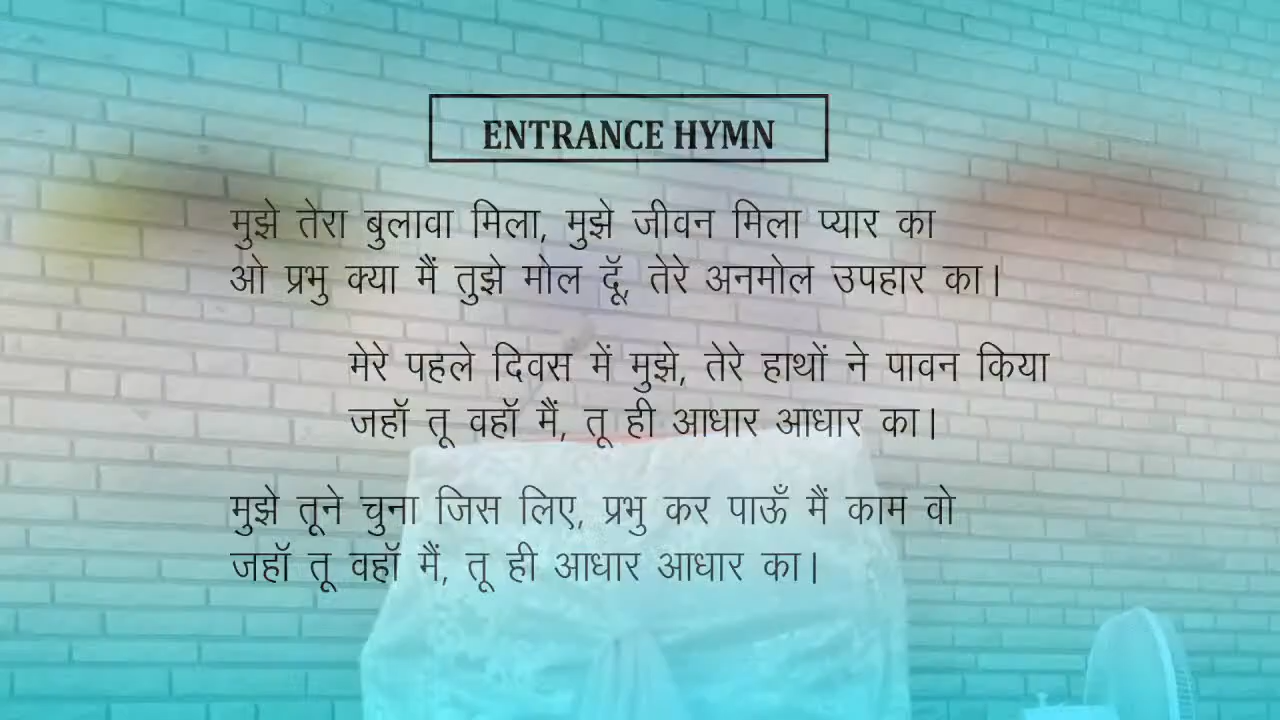 ENTRANCE HYMN
मुझे तेरा बुलावा मिला, मुझे जीवन मिला प्यार का
ओ प्रभु क्या मैं तुझे मोल दूॅ, तेरे अनमोल उपहार का।
मेरे पहले दिवस में मुझे, तेरे हाथों ने पावन किया
जहॉ तू वहॉ मैं, तू ही आधार आधार का।
मुझे तूने चुना जिस लिए, प्रभु कर पाऊँ मैं काम वो
जहॉ तू वहॉ मैं, तू ही आधार आधार का।